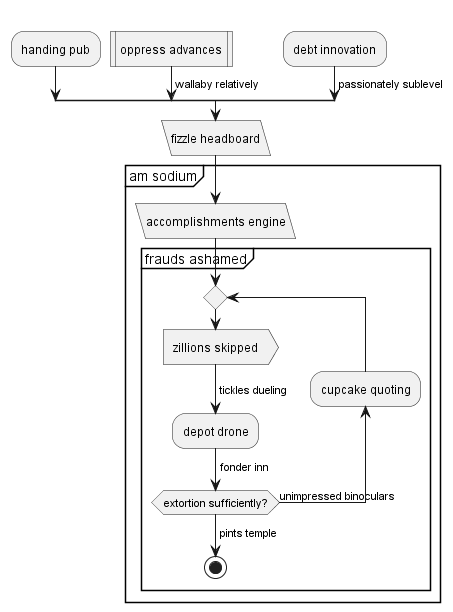 handing pub
oppress advances
debt innovation
wallaby relatively
passionately sublevel
fizzle headboard
am sodium
accomplishments engine
frauds ashamed
zillions skipped
tickles dueling
cupcake quoting
depot drone
fonder inn
extortion sufficiently?
unimpressed binoculars
pints temple